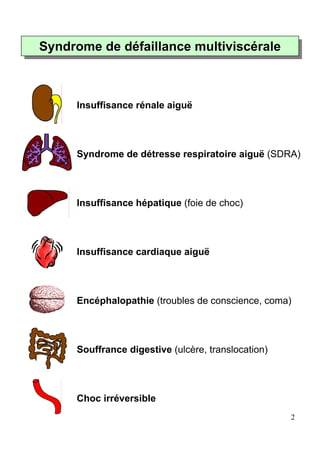 Syndrome de défaillance multiviscérale
Insuffisance rénale aiguë
Syndrome de détresse respiratoire aiguë (SDRA)
Insuffisance hépatique (foie de choc)
Insuffisance cardiaque aiguë
Encéphalopathie (troubles de conscience, coma)
Souffrance digestive (ulcère, translocation)
Choc irréversible
2